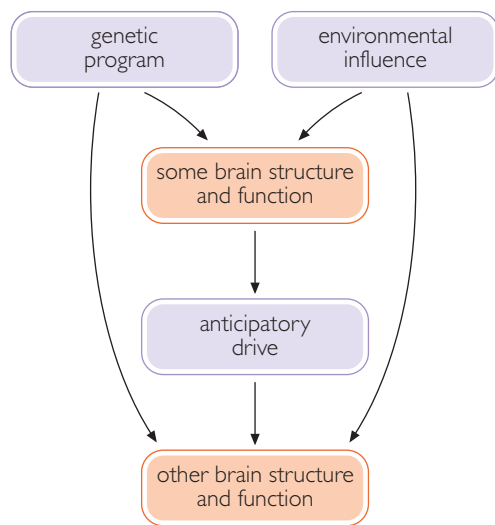 genetic
program
environmental
influence
some brain structure
and function
anticipatory
drive
other brain structure
and function